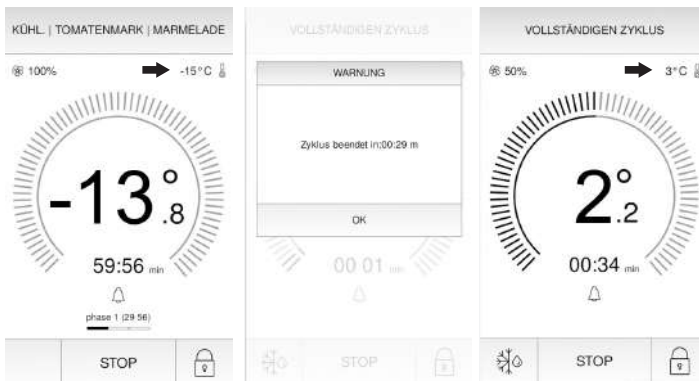 KÜHL. | TOMATENMARK | MARMELADE
100%
-15°C
-13°.8
59:56 min
phase 1 (29 56)
STOP
VOLLSTÄNDIGEN ZYKLUS
WARNUNG
Zyklus beendet in:00:29 m
OK
00 01 min
STOP
VOLLSTÄNDIGEN ZYKLUS
50%
3°C
2°.2
00:34 min
STOP